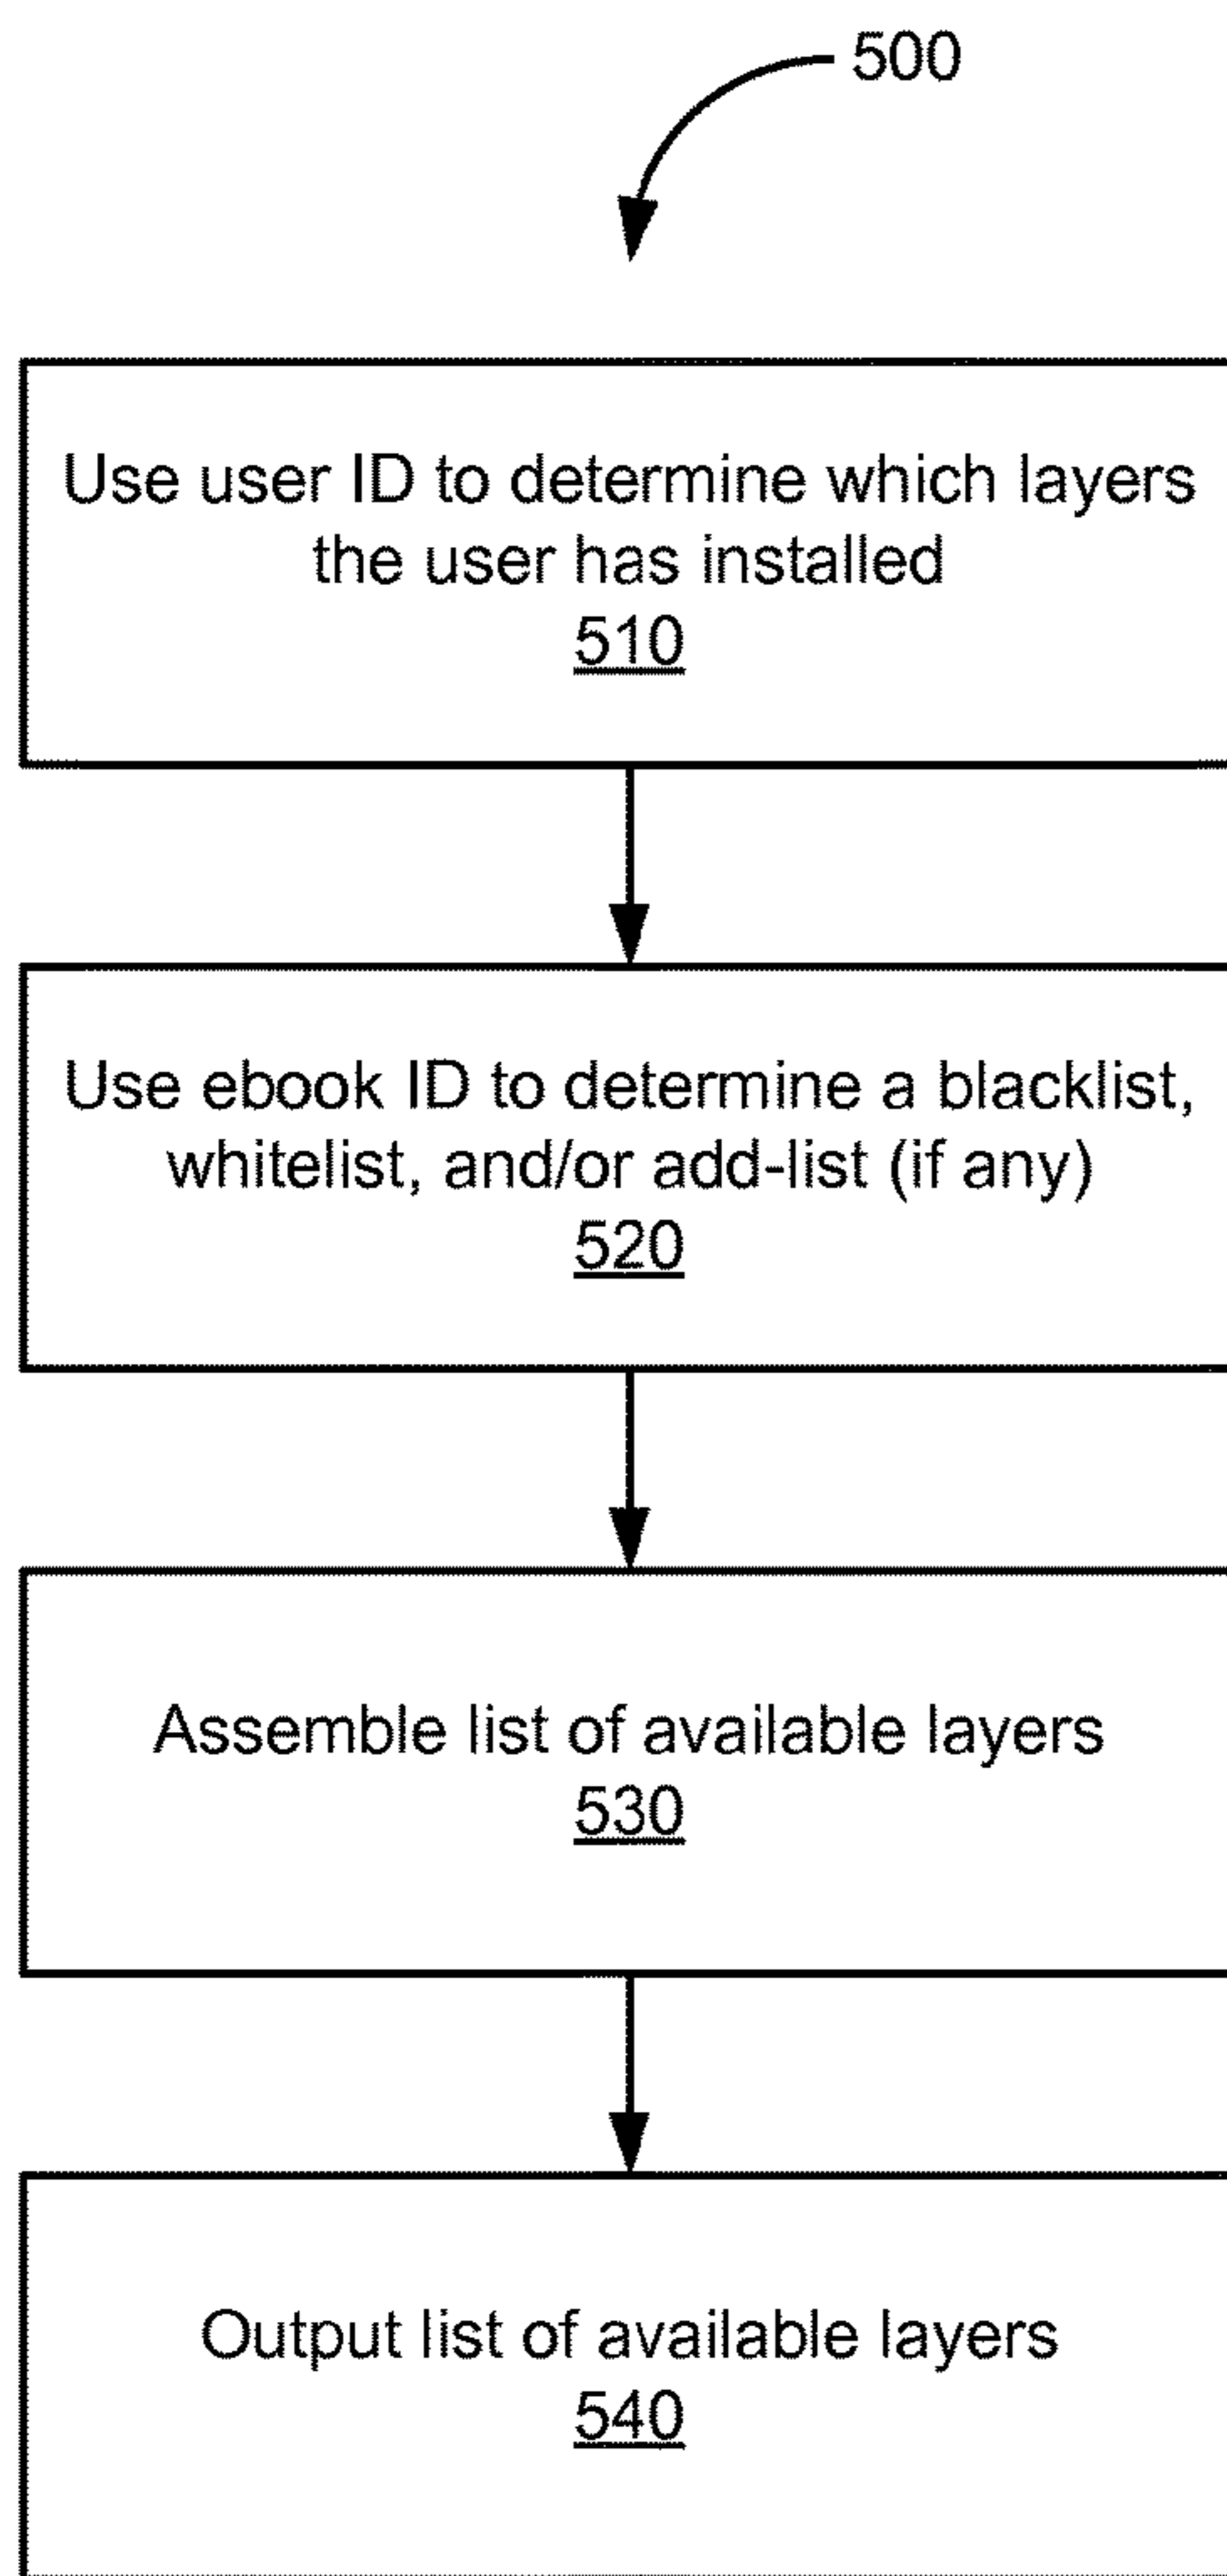 500
Use user ID to determine which layers
the user has installed
510
Use ebook ID to determine a blacklist,
whitelist, and/or add-list (if any)
520
Assemble list of available layers
530
Output list of available layers
540